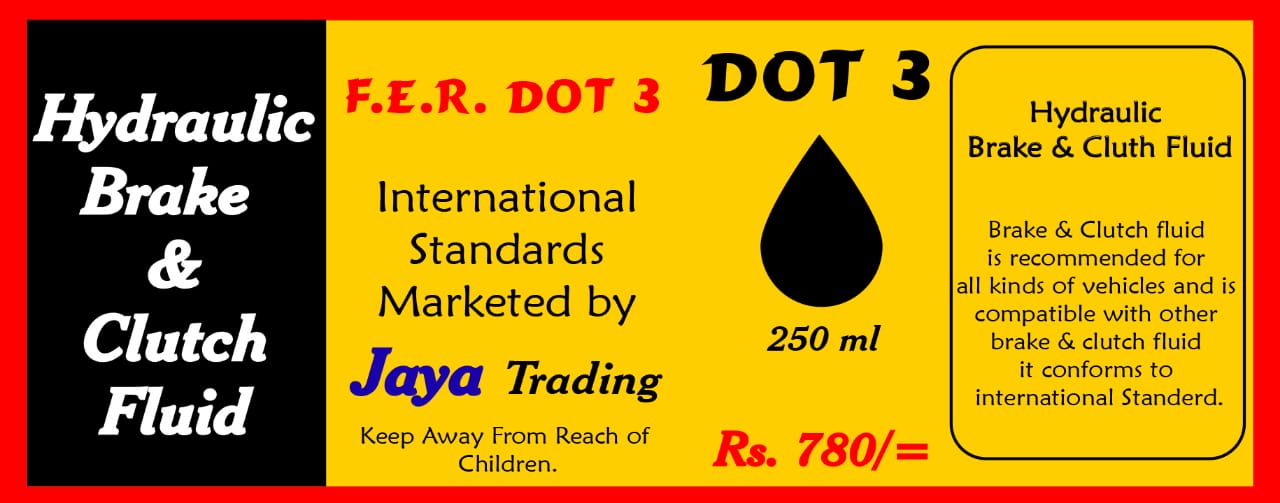 Hydraulic
Brake
&
Clutch
Fluid
F.E.R. DOT 3
International
Standards
Marketed by
Jaya Trading
Keep Away From Reach of
Children.
DOT 3
250 ml
Rs. 780/=
Hydraulic
Brake & Cluth Fluid
Brake & Clutch fluid
is recommended for
all kinds of vehicles and is
compatible with other
brake & clutch fluid
it conforms to
international Standerd.